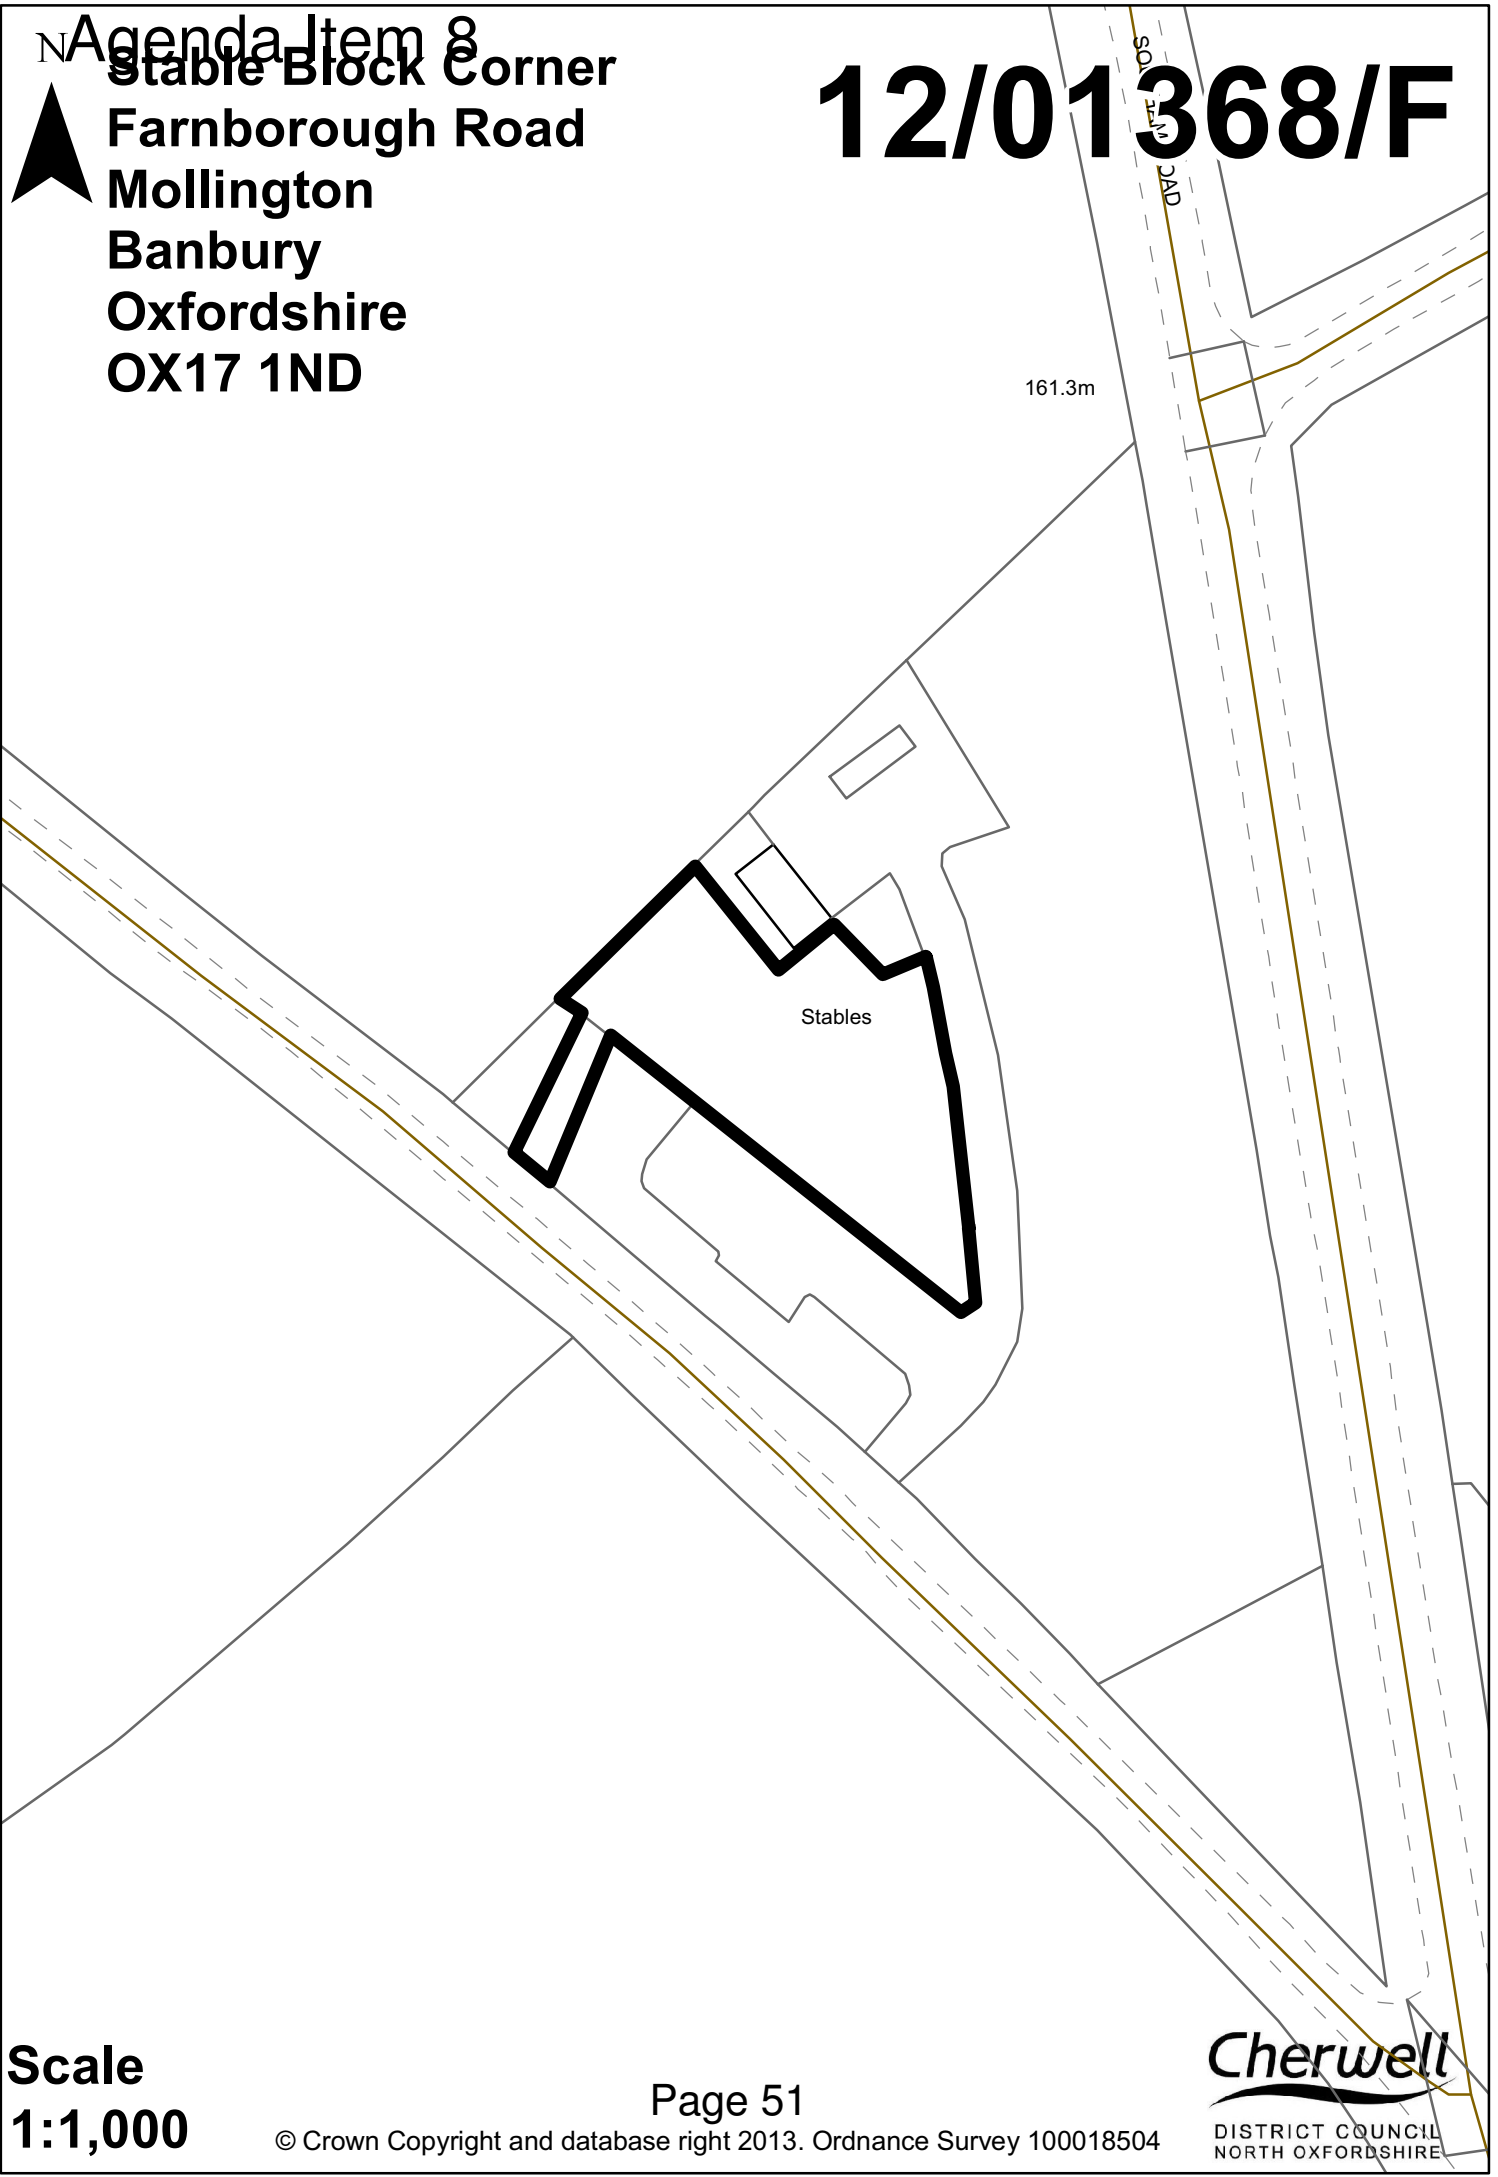 Agenda Item 8
N
Stable Block Corner
Farnborough Road
Mollington
Banbury
Oxfordshire
OX17 1ND
12/01368/F
161.3m
Stables
Scale
1:1,000
Page 51
© Crown Copyright and database right 2013. Ordnance Survey 100018504
Cherwell
DISTRICT COUNCIL
NORTH OXFORDSHIRE